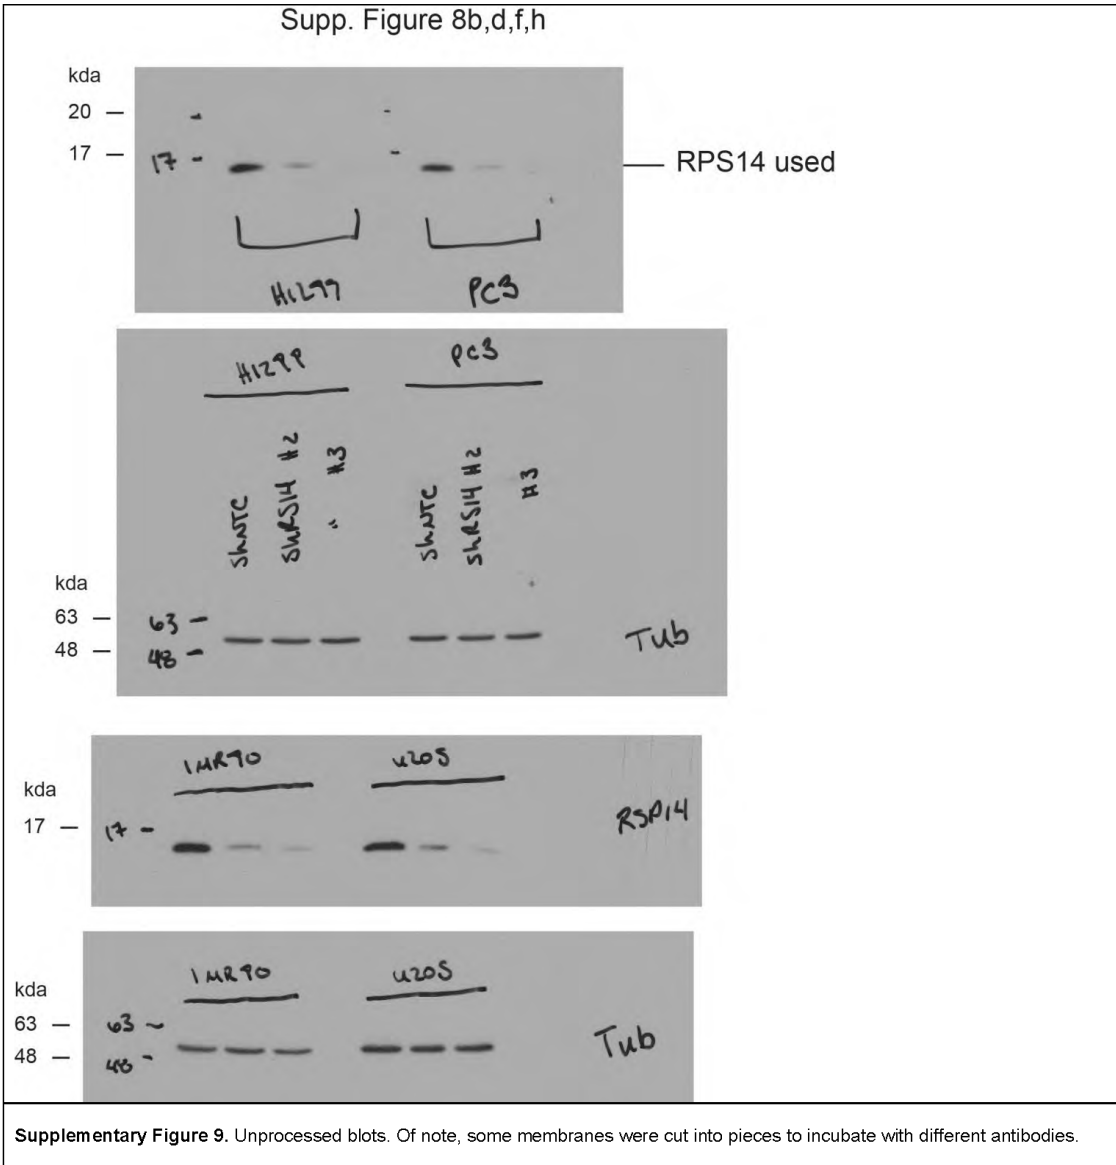 Supp. Figure 8b,d,f,h
kda
20 —
17 —
17 -
RPS14 used
H1299
PC3
H1299
PC3
shNTC
shRS14 #2
" #3
shNTC
shRS14 #2
#3
kda
63 —
48 —
63 -
48 -
Tub
IMR90
U2OS
kda
17 —
17 -
RSP14
IMR90
U2OS
kda
63 —
48 —
63 ~
48 -
Tub
Supplementary Figure 9. Unprocessed blots. Of note, some membranes were cut into pieces to incubate with different antibodies.